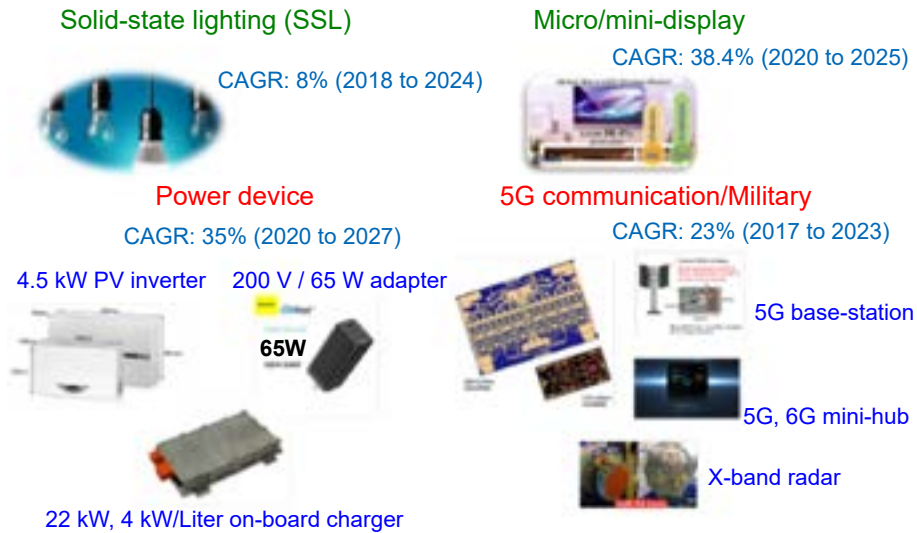 Solid-state lighting (SSL)
CAGR: 8% (2018 to 2024)
Micro/mini-display
CAGR: 38.4% (2020 to 2025)
Power device
CAGR: 35% (2020 to 2027)
4.5 kW PV inverter
200 V / 65 W adapter
65W
22 kW, 4 kW/Liter on-board charger
5G communication/Military
CAGR: 23% (2017 to 2023)
5G base-station
5G, 6G mini-hub
X-band radar